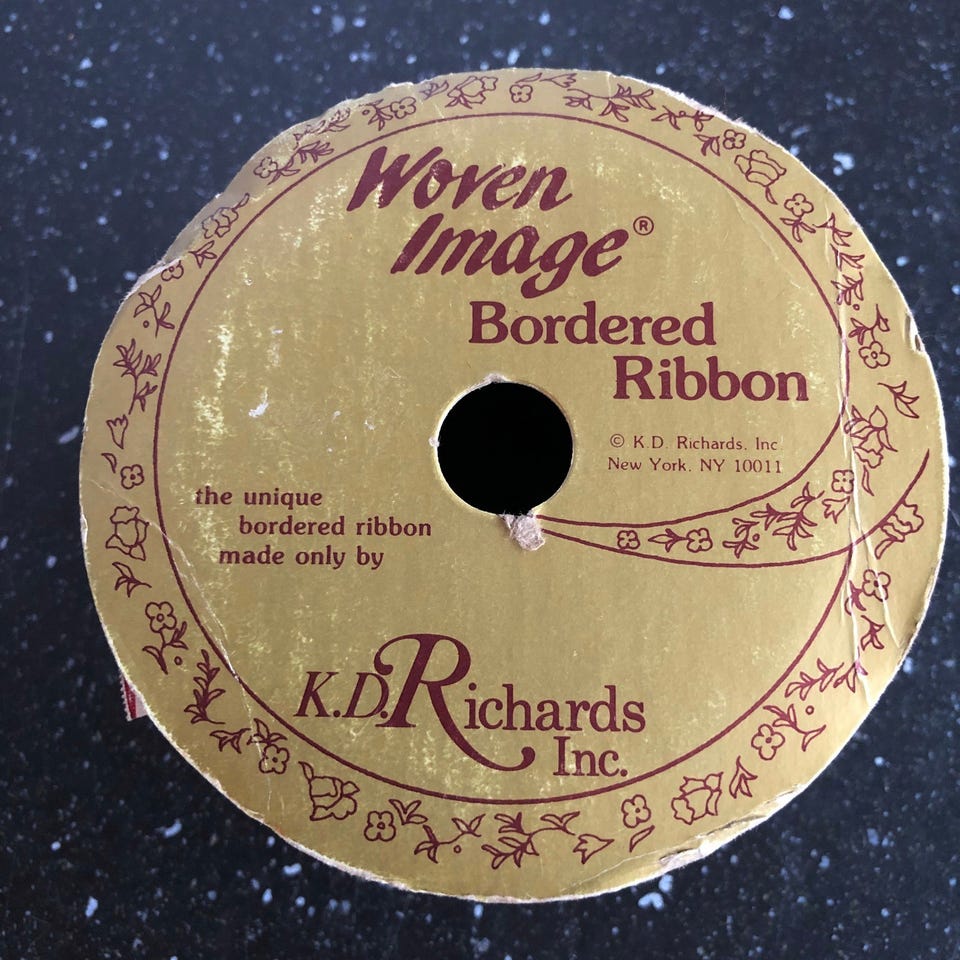 Woven
Image®
Bordered
Ribbon
© K.D. Richards, Inc
New York, NY 10011
the unique
bordered ribbon
made only by
K.D. Richards
Inc.